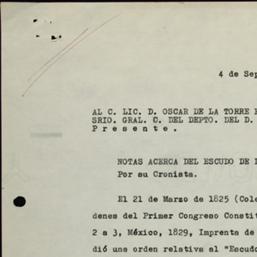 4 de Sep
AL C. LIC. D. OSCAR DE LA TORRE
SRIO. GRAL. C. DEL DEPTO. DEL D.
Presente.
NOTAS ACERCA DEL ESCUDO DE
Por su Cronista.
El 21 de Marzo de 1825 (Cole
denes del Primer Congreso Constit
2 a 3, México, 1829, Imprenta de
dió una orden relativa al "Escudo